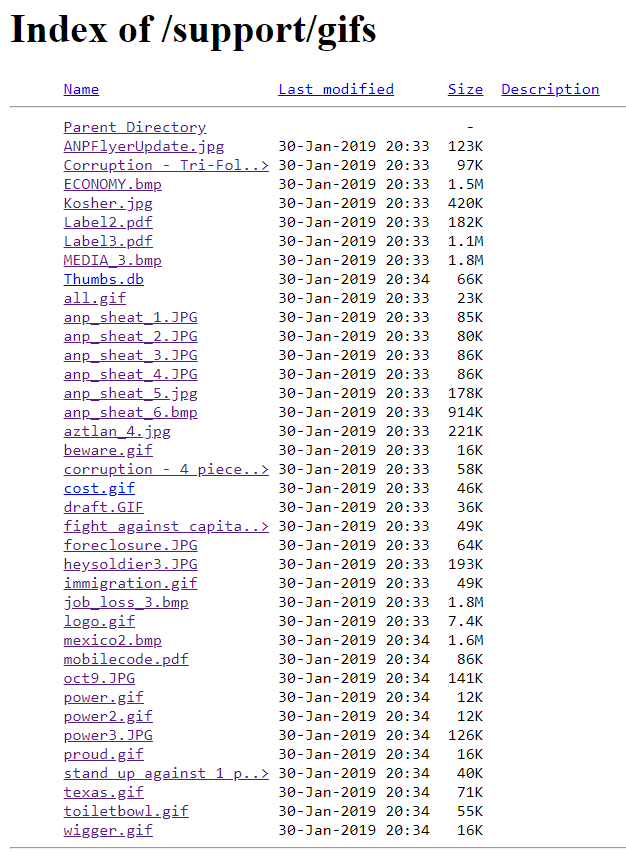 Index of /support/gifs
Name Last modified Size Description
Parent Directory -
ANPFlyerUpdate.jpg 30-Jan-2019 20:33 123K
Corruption - Tri-Fol..> 30-Jan-2019 20:33 97K
ECONOMY.bmp 30-Jan-2019 20:33 1.5M
Kosher.jpg 30-Jan-2019 20:33 420K
Label2.pdf 30-Jan-2019 20:33 182K
Label3.pdf 30-Jan-2019 20:33 1.1M
MEDIA_3.bmp 30-Jan-2019 20:33 1.8M
Thumbs.db 30-Jan-2019 20:34 66K
all.gif 30-Jan-2019 20:33 23K
anp_sheat_1.JPG 30-Jan-2019 20:33 85K
anp_sheat_2.JPG 30-Jan-2019 20:33 80K
anp_sheat_3.JPG 30-Jan-2019 20:33 86K
anp_sheat_4.JPG 30-Jan-2019 20:33 86K
anp_sheat_5.jpg 30-Jan-2019 20:33 178K
anp_sheat_6.bmp 30-Jan-2019 20:33 914K
aztlan_4.jpg 30-Jan-2019 20:33 221K
beware.gif 30-Jan-2019 20:33 16K
corruption - 4 piece..> 30-Jan-2019 20:33 58K
cost.gif 30-Jan-2019 20:33 46K
draft.GIF 30-Jan-2019 20:33 36K
fight against capita..> 30-Jan-2019 20:33 49K
foreclosure.JPG 30-Jan-2019 20:33 64K
heysoldier3.JPG 30-Jan-2019 20:33 193K
immigration.gif 30-Jan-2019 20:33 49K
job_loss_3.bmp 30-Jan-2019 20:33 1.8M
logo.gif 30-Jan-2019 20:33 7.4K
mexico2.bmp 30-Jan-2019 20:34 1.6M
mobilecode.pdf 30-Jan-2019 20:34 86K
oct9.JPG 30-Jan-2019 20:34 141K
power.gif 30-Jan-2019 20:34 12K
power2.gif 30-Jan-2019 20:34 12K
power3.JPG 30-Jan-2019 20:34 126K
proud.gif 30-Jan-2019 20:34 16K
stand up against 1 p..> 30-Jan-2019 20:34 40K
texas.gif 30-Jan-2019 20:34 71K
toiletbowl.gif 30-Jan-2019 20:34 55K
wigger.gif 30-Jan-2019 20:34 16K